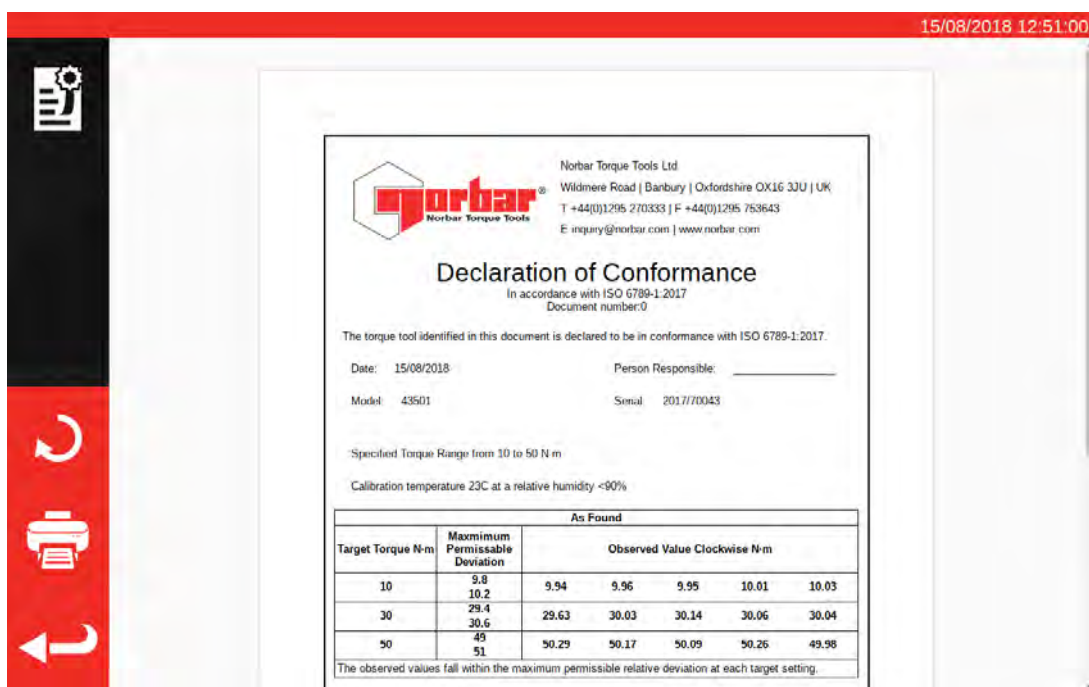 15/08/2018 12:51:00
norbar®
Norbar Torque Tools
Norbar Torque Tools Ltd
Wildmere Road | Banbury | Oxfordshire OX16 3JU | UK
T +44(0)1295 270333 | F +44(0)1295 753643
E inquiry@norbar.com | www.norbar.com
Declaration of Conformance
In accordance with ISO 6789-1:2017
Document number:0
The torque tool identified in this document is declared to be in conformance with ISO 6789-1:2017.
Date: 15/08/2018 Person Responsible:
Model 43501 Serial 2017/70043
Specified Torque Range from 10 to 50 N·m
Calibration temperature 23C at a relative humidity <90%
As Found
Target Torque N·m Maxmimum Permissable Deviation Observed Value Clockwise N·m
10 9.8 10.2 9.94 9.96 9.95 10.01 10.03
30 29.4 30.6 29.63 30.03 30.14 30.06 30.04
50 49 51 50.29 50.17 50.09 50.26 49.98
The observed values fall within the maximum permissible relative deviation at each target setting.